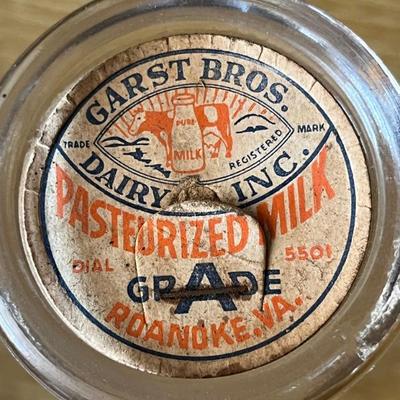 GARST BROS.
PURE
MILK
TRADE MARK
REGISTERED
DAIRY INC.
PASTEURIZED MILK
DIAL 5501
GRADE
A
ROANOKE, VA.